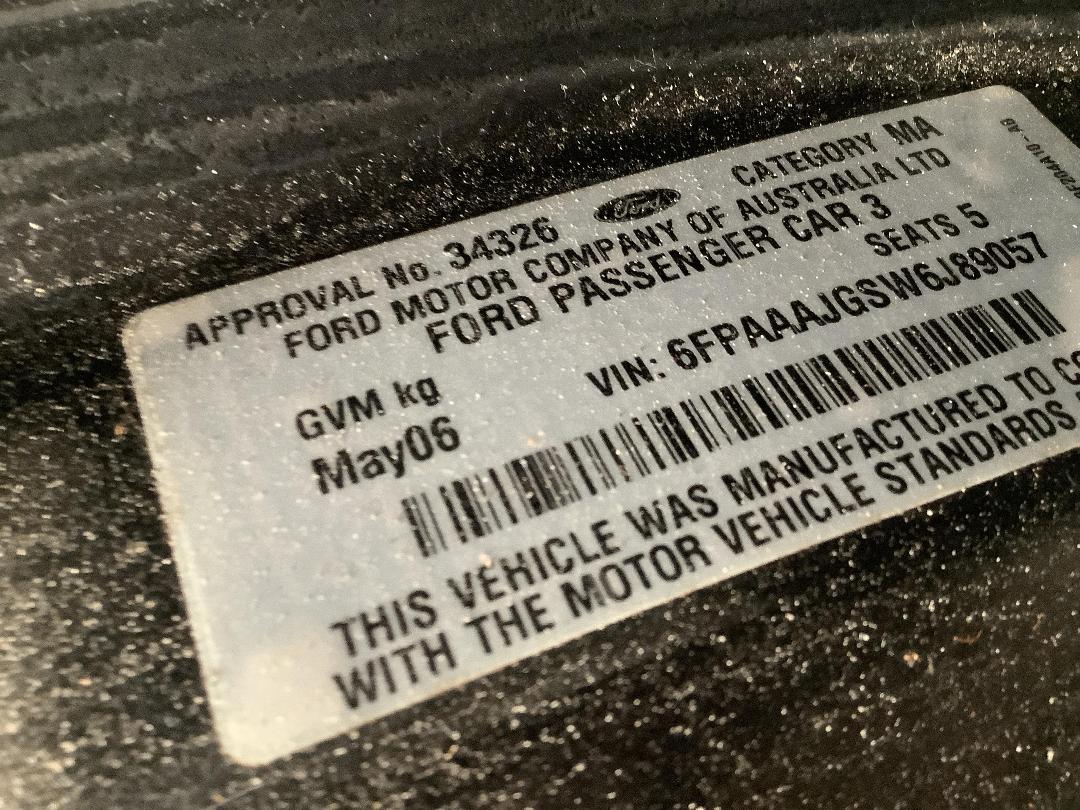 APPROVAL No. 34326 Ford CATEGORY MA
FORD MOTOR COMPANY OF AUSTRALIA LTD
FORD PASSENGER CAR 3
SEATS 5
GVM kg VIN: 6FPAAAJGSW6J89057
May06
THIS VEHICLE WAS MANUFACTURED TO
WITH THE MOTOR VEHICLE STANDARDS